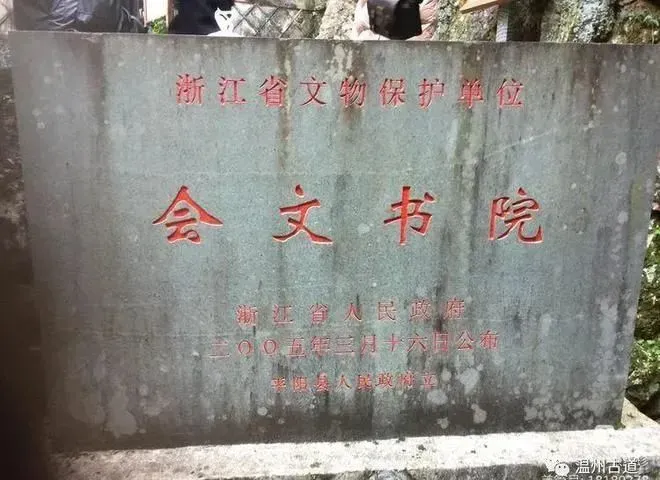 浙江省文物保护单位
会文书院
浙江省人民政府
二〇〇五年三月十六日公布
平阳县人民政府立
温州古道